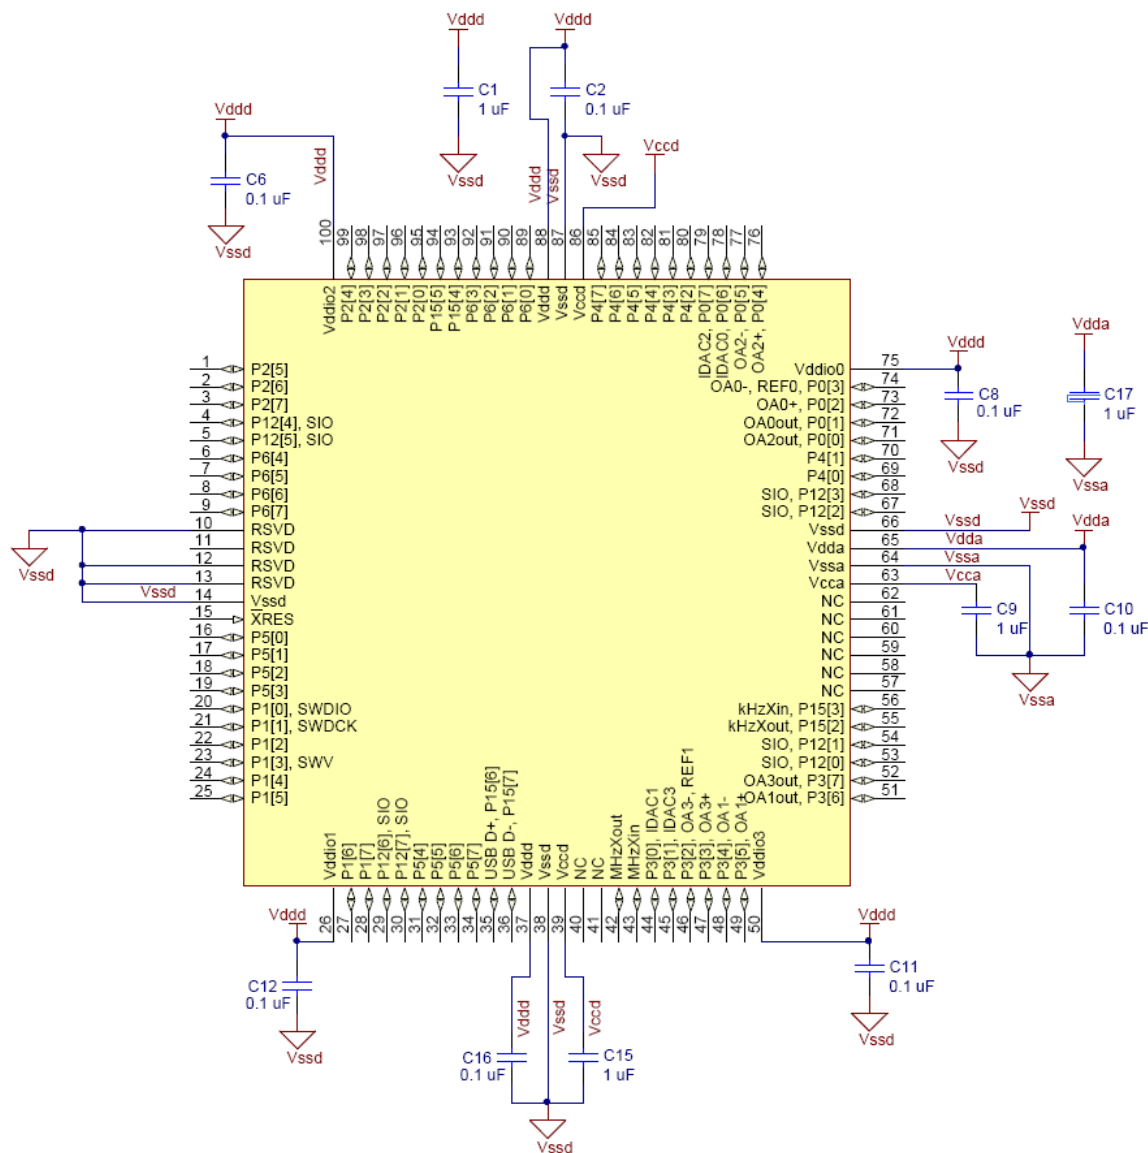 Vddd
Vddd
C1
1 uF
C2
0.1 uF
Vddd
Vssd
Vssd
Vccd
C6
0.1 uF
Vssd
Vddd
Vddd
Vssd
100
99
98
97
96
95
94
93
92
91
90
89
88
87
86
85
84
83
82
81
80
79
78
77
76
Vddio2
P2[4]
P2[3]
P2[2]
P2[1]
P2[0]
P15[5]
P15[4]
P6[3]
P6[2]
P6[1]
P6[0]
Vddd
Vssd
Vccd
P4[7]
P4[6]
P4[5]
P4[4]
P4[3]
P4[2]
IDAC2, P0[7]
IDAC0, P0[6]
OA2-, P0[5]
OA2+, P0[4]
1 P2[5]
2 P2[6]
3 P2[7]
4 P12[4], SIO
5 P12[5], SIO
6 P6[4]
7 P6[5]
8 P6[6]
9 P6[7]
10 RSVD
11 RSVD
12 RSVD
13 RSVD
14 Vssd
15 XRES
16 P5[0]
17 P5[1]
18 P5[2]
19 P5[3]
20 P1[0], SWDIO
21 P1[1], SWDCK
22 P1[2]
23 P1[3], SWV
24 P1[4]
25 P1[5]
Vssd
Vssd
Vddio0 75
OA0-, REF0, P0[3] 74
OA0+, P0[2] 73
OA0out, P0[1] 72
OA2out, P0[0] 71
P4[1] 70
P4[0] 69
SIO, P12[3] 68
SIO, P12[2] 67
Vssd 66
Vdda 65
Vssa 64
Vcca 63
NC 62
NC 61
NC 60
NC 59
NC 58
NC 57
kHzXin, P15[3] 56
kHzXout, P15[2] 55
SIO, P12[1] 54
SIO, P12[0] 53
OA3out, P3[7] 52
OA1out, P3[6] 51
Vddd
C8
0.1 uF
Vssd
Vdda
C17
1 uF
Vssa
Vssd
Vssd
Vdda
Vdda
Vssa
Vcca
C9
1 uF
C10
0.1 uF
Vssa
Vddio1
P1[6]
P1[7]
P12[6], SIO
P12[7], SIO
P5[4]
P5[5]
P5[6]
P5[7]
USB D+, P15[6]
USB D-, P15[7]
Vddd
Vssd
Vccd
NC
NC
MHzXout
MHzXin
P3[0], IDAC1
P3[1], IDAC3
P3[2], OA3-, REF1
P3[3], OA3+
P3[4], OA1-
P3[5], OA1+
Vddio3
26
27
28
29
30
31
32
33
34
35
36
37
38
39
40
41
42
43
44
45
46
47
48
49
50
Vddd
C12
0.1 uF
Vssd
Vddd
Vssd
Vccd
C16
0.1 uF
C15
1 uF
Vssd
Vddd
C11
0.1 uF
Vssd